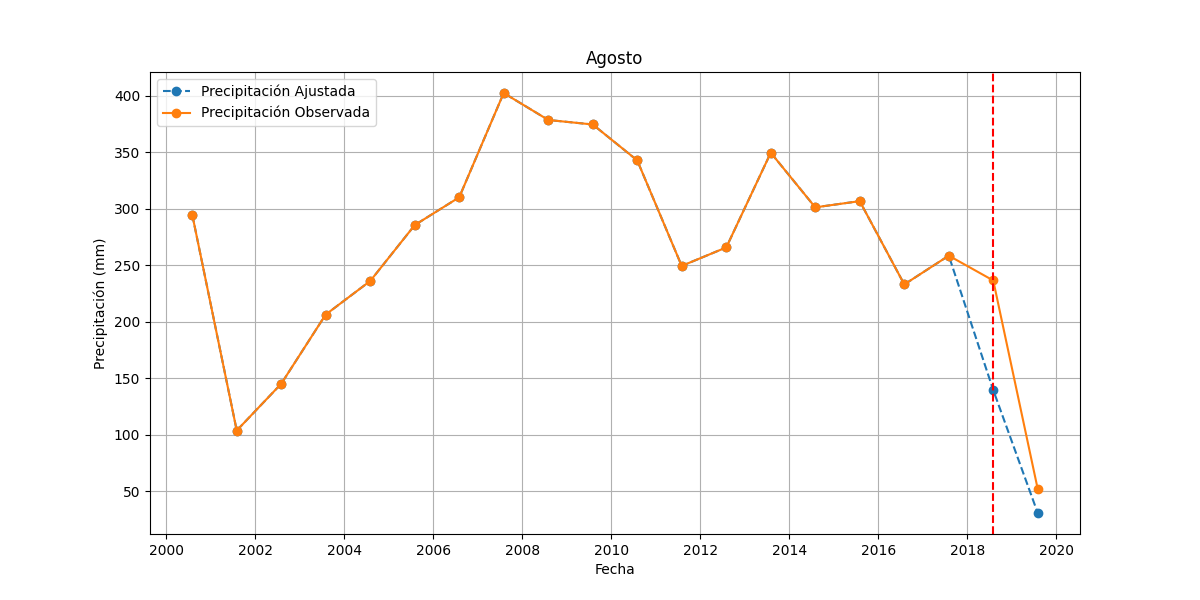 Agosto
Precipitación Ajustada
Precipitación Observada
400
350
300
250
200
150
100
50
Precipitación (mm)
2000 2002 2004 2006 2008 2010 2012 2014 2016 2018 2020
Fecha